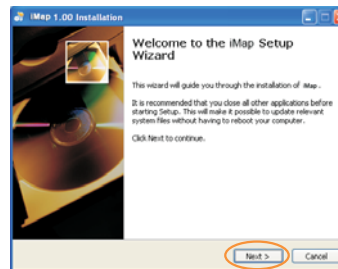 iMap 1.00 Installation
Welcome to the iMap Setup
Wizard
This wizard will guide you through the installation of iMap.
It is recommended that you close all other applications before
starting Setup. This will make it possible to update relevant
system files without having to reboot your computer.
Click Next to continue.
Next >
Cancel